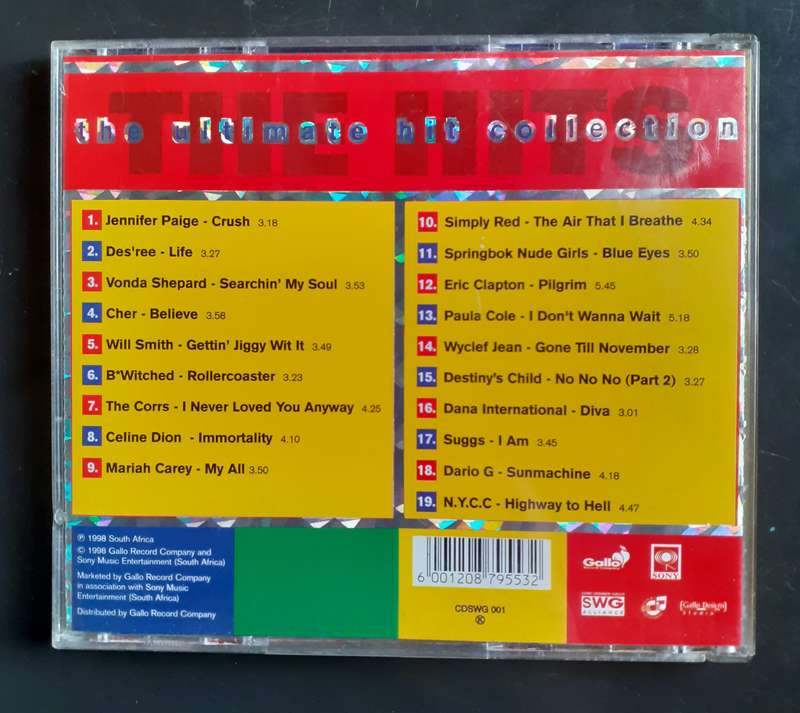 THE HITS
the ultimate hit collection
1. Jennifer Paige - Crush 3.18
2. Des'ree - Life 3.27
3. Vonda Shepard - Searchin' My Soul 3.53
4. Cher - Believe 3.58
5. Will Smith - Gettin' Jiggy Wit It 3.49
6. B*Witched - Rollercoaster 3.23
7. The Corrs - I Never Loved You Anyway 4.25
8. Celine Dion - Immortality 4.10
9. Mariah Carey - My All 3.50
10. Simply Red - The Air That I Breathe 4.34
11. Springbok Nude Girls - Blue Eyes 3.50
12. Eric Clapton - Pilgrim 5.45
13. Paula Cole - I Don't Wanna Wait 5.18
14. Wyclef Jean - Gone Till November 3.28
15. Destiny's Child - No No No (Part 2) 3.27
16. Dana International - Diva 3.01
17. Suggs - I Am 3.45
18. Dario G - Sunmachine 4.18
19. N.Y.C.C - Highway to Hell 4.47
℗ 1998 South Africa
© 1998 Gallo Record Company and
Sony Music Entertainment (South Africa)
Marketed by Gallo Record Company
in association with Sony Music
Entertainment (South Africa)
Distributed by Gallo Record Company
6 001208 795532
CDSWG 001
Gallo
SONY
SWG
ALLIANCE
[Gallo Design]
Studio